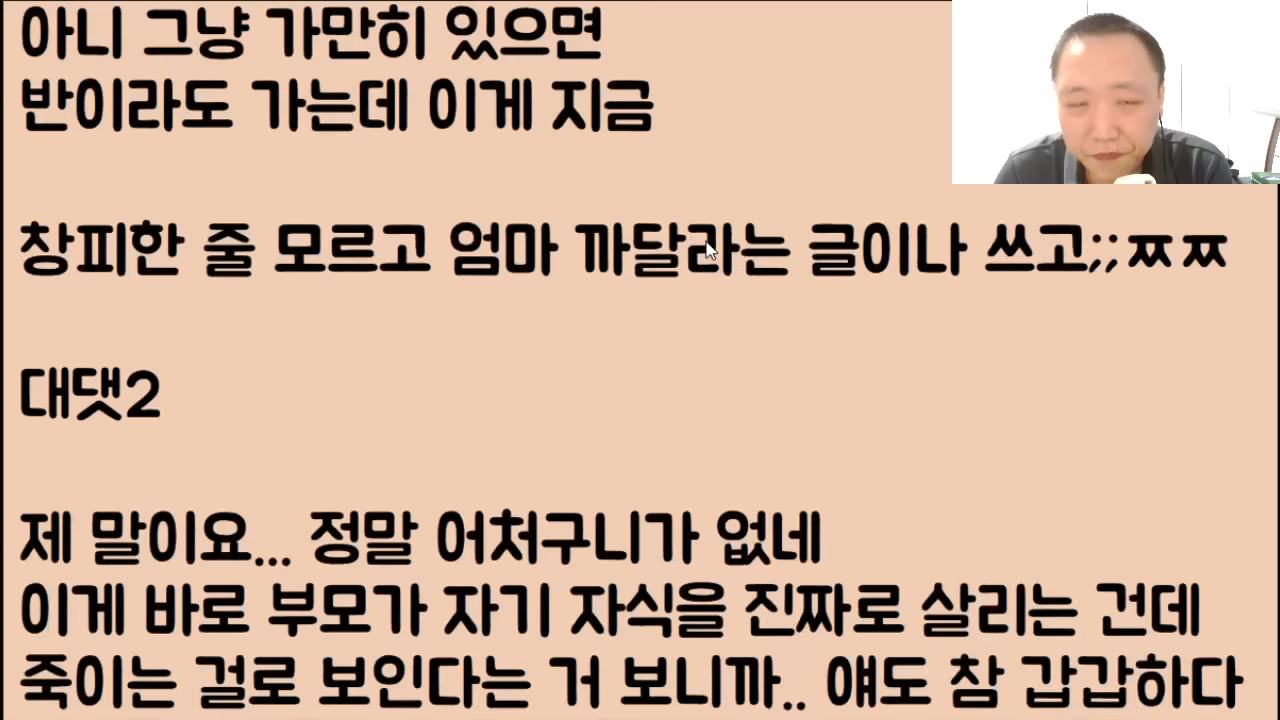 아니 그냥 가만히 있으면
반이라도 가는데 이게 지금
창피한 줄 모르고 엄마 까달라는 글이나 쓰고;;ㅉㅉ
대댓2
제 말이요... 정말 어처구니가 없네
이게 바로 부모가 자기 자식을 진짜로 살리는 건데
죽이는 걸로 보인다는 거 보니까.. 얘도 참 갑갑하다